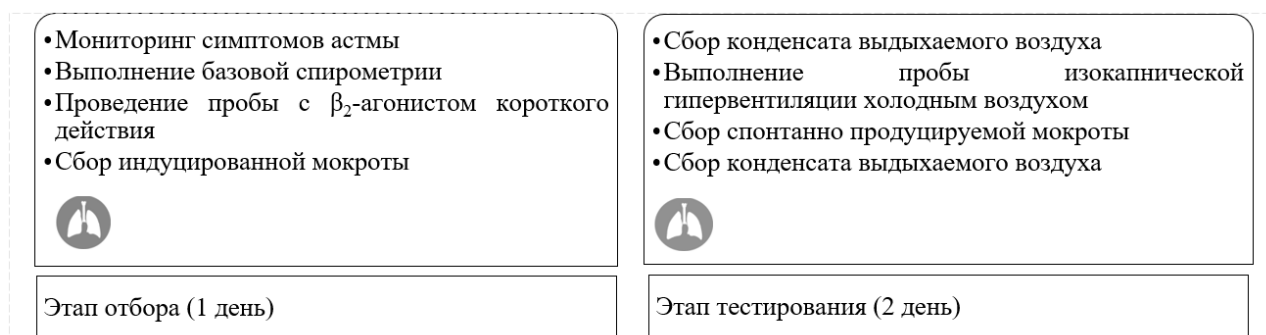 •Мониторинг симптомов астмы
•Выполнение базовой спирометрии
•Проведение пробы с β₂-агонистом короткого
действия
•Сбор индуцированной мокроты
Этап отбора (1 день)
•Сбор конденсата выдыхаемого воздуха
•Выполнение пробы изокапнической
гипервентиляции холодным воздухом
•Сбор спонтанно продуцируемой мокроты
•Сбор конденсата выдыхаемого воздуха
Этап тестирования (2 день)